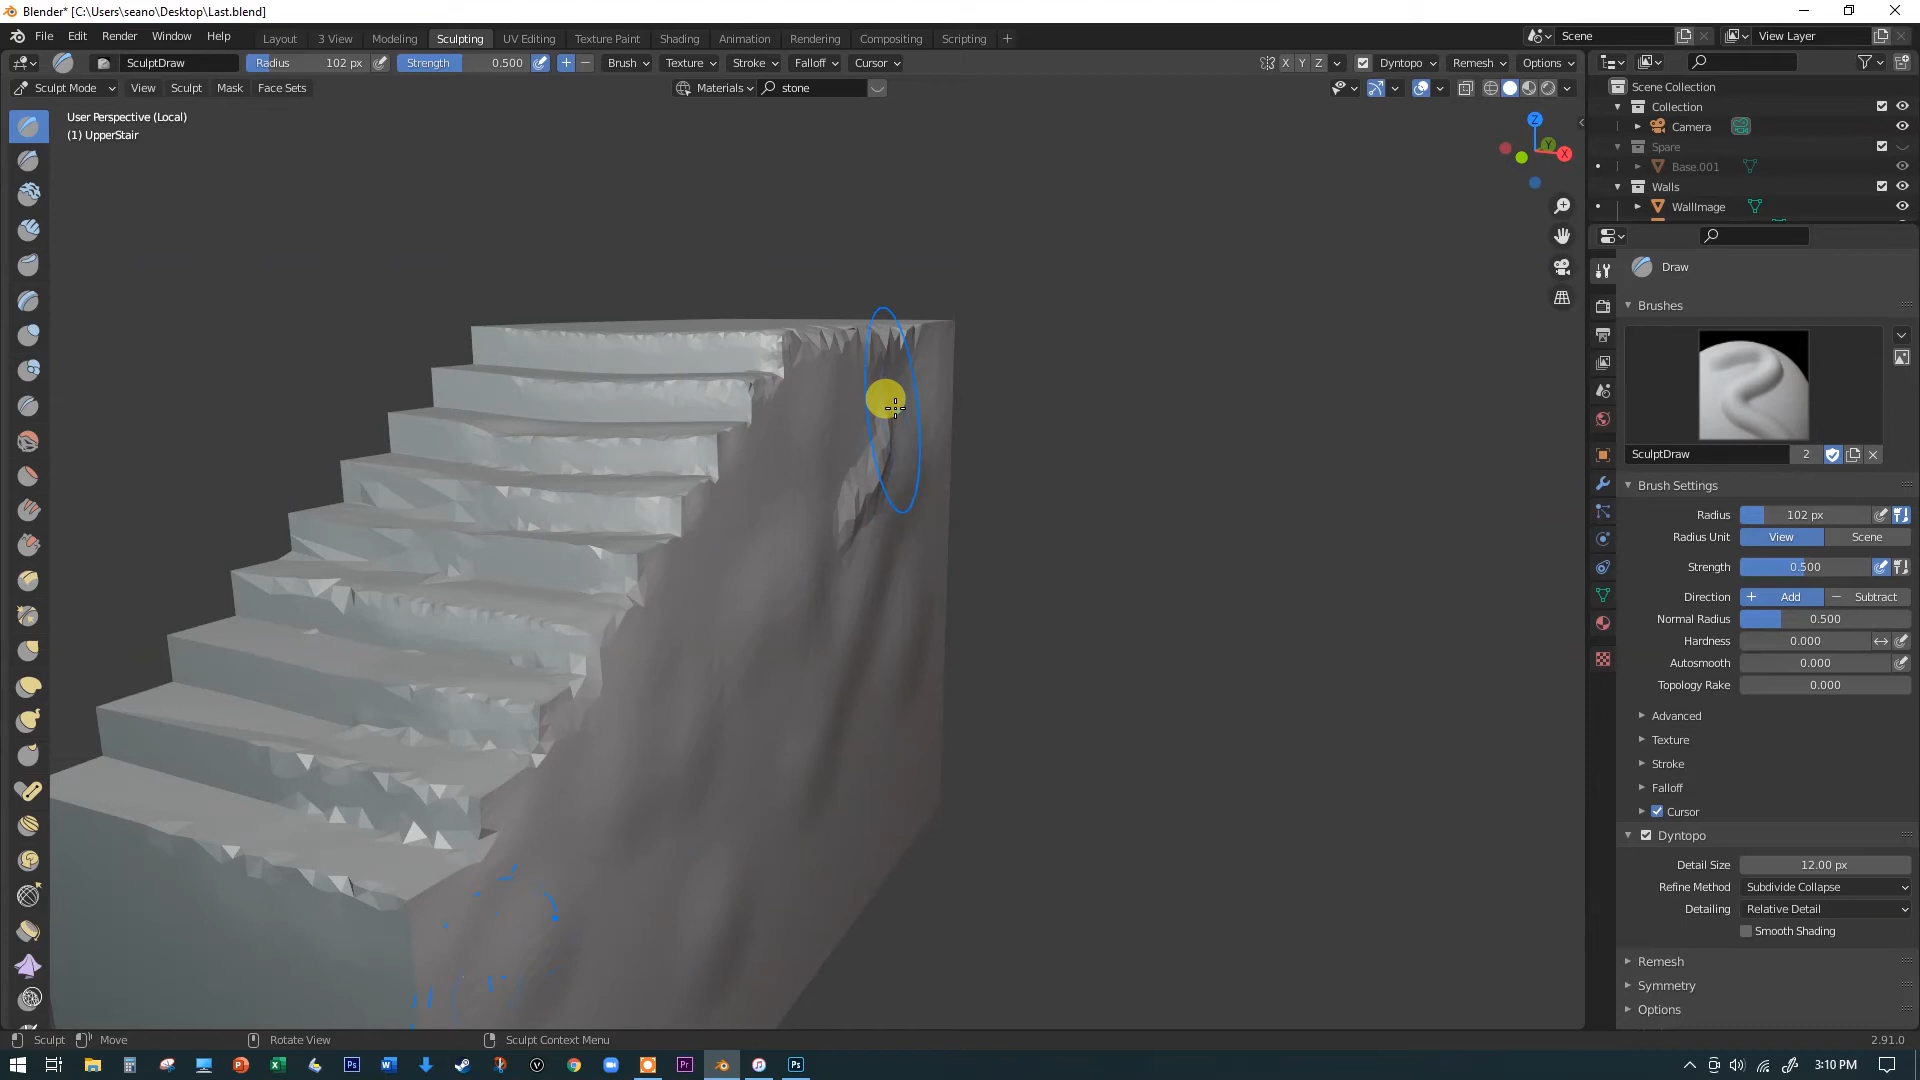 Blender* [C:\Users\seano\Desktop\Last.blend]
File Edit Render Window Help
Layout 3 View Modeling Sculpting UV Editing Texture Paint Shading Animation Rendering Compositing Scripting +
Scene
View Layer
SculptDraw
Radius 102 px
Strength 0.500
Brush Texture Stroke Falloff Cursor
X Y Z
Dyntopo Remesh Options
Sculpt Mode View Sculpt Mask Face Sets
Materials stone
User Perspective (Local)
(1) UpperStair
Z
Y
X
Scene Collection
Collection
Camera
Spare
Base.001
Walls
WallImage
Draw
Brushes
SculptDraw 2
Brush Settings
Radius 102 px
Radius Unit View Scene
Strength 0.500
Direction + Add − Subtract
Normal Radius 0.500
Hardness 0.000
Autosmooth 0.000
Topology Rake 0.000
Advanced
Texture
Stroke
Falloff
Cursor
Dyntopo
Detail Size 12.00 px
Refine Method Subdivide Collapse
Detailing Relative Detail
Smooth Shading
Remesh
Symmetry
Options
Sculpt Move Rotate View Sculpt Context Menu 2.91.0
3:10 PM